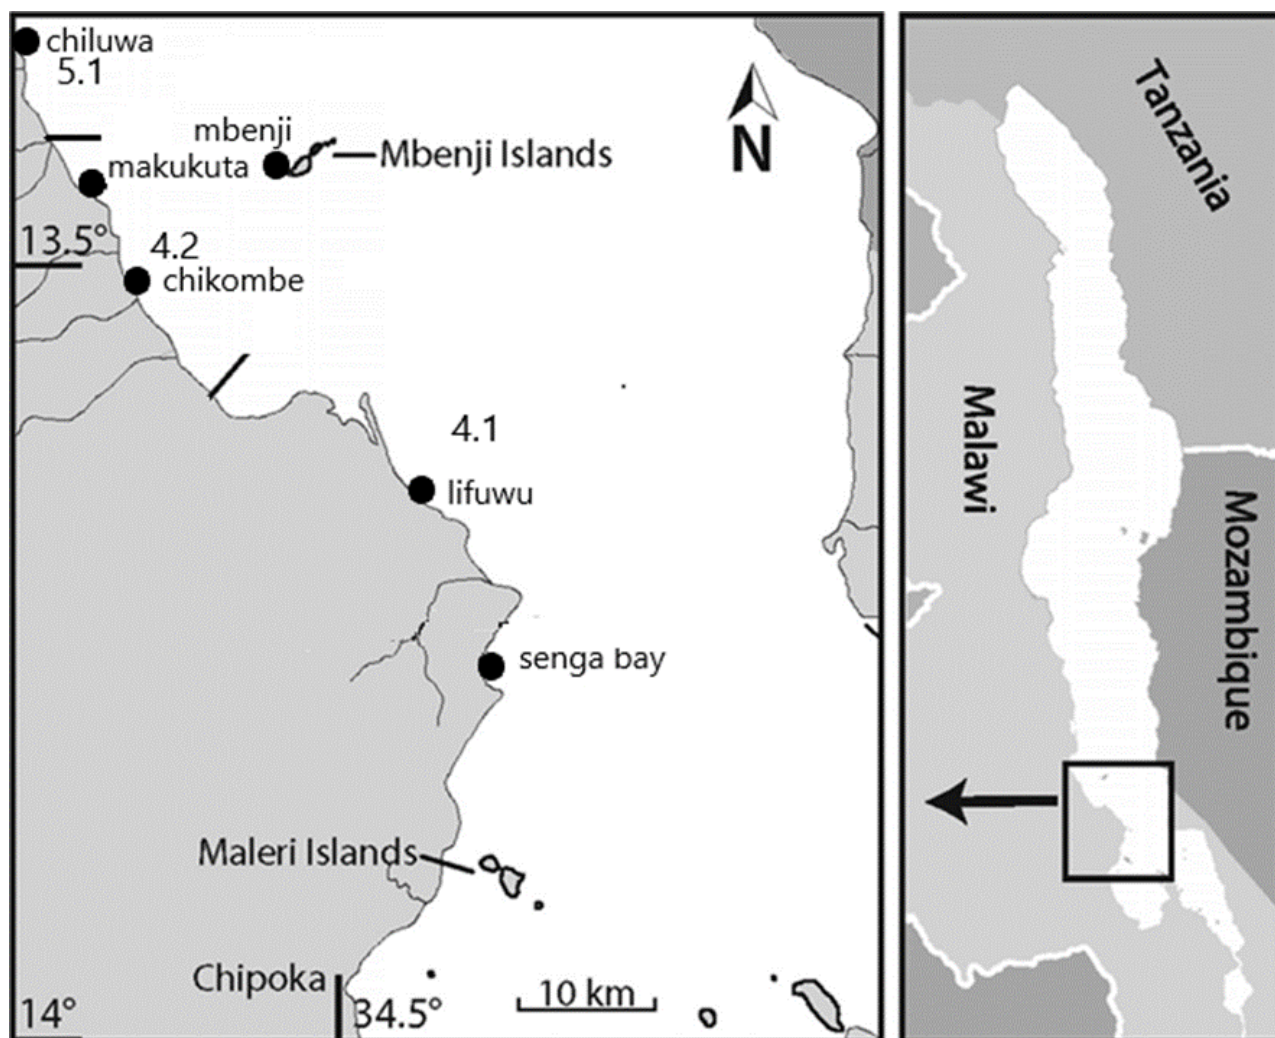 chiluwa
5.1
mbenji
Mbenji Islands
makukuta
N
13.5°
4.2
chikombe
4.1
lifuwu
senga bay
Maleri Islands
Chipoka
10 km
14°
34.5°
Tanzania
Malawi
Mozambique